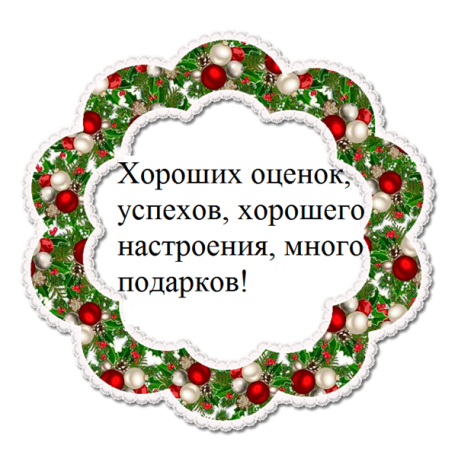 Хороших оценок,
успехов, хорошего
настроения, много
подарков!